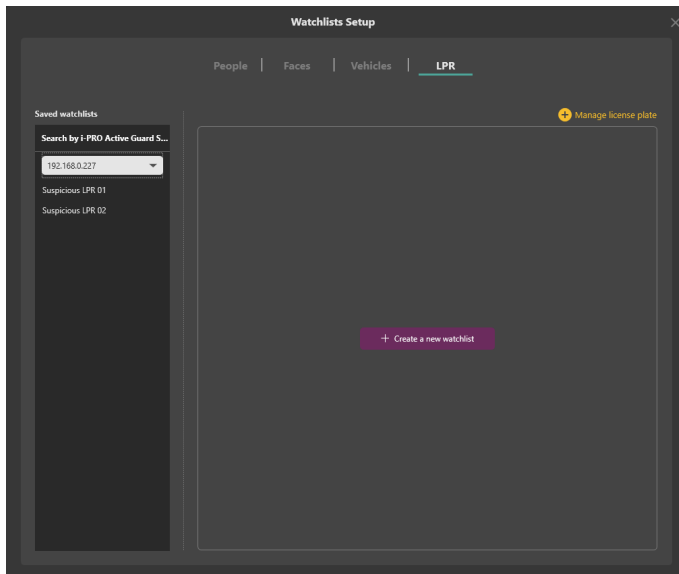 Watchlists Setup
People
Faces
Vehicles
LPR
Saved watchlists
Manage license plate
Search by i-PRO Active Guard S...
192.168.0.227
Suspicious LPR 01
Suspicious LPR 02
+ Create a new watchlist